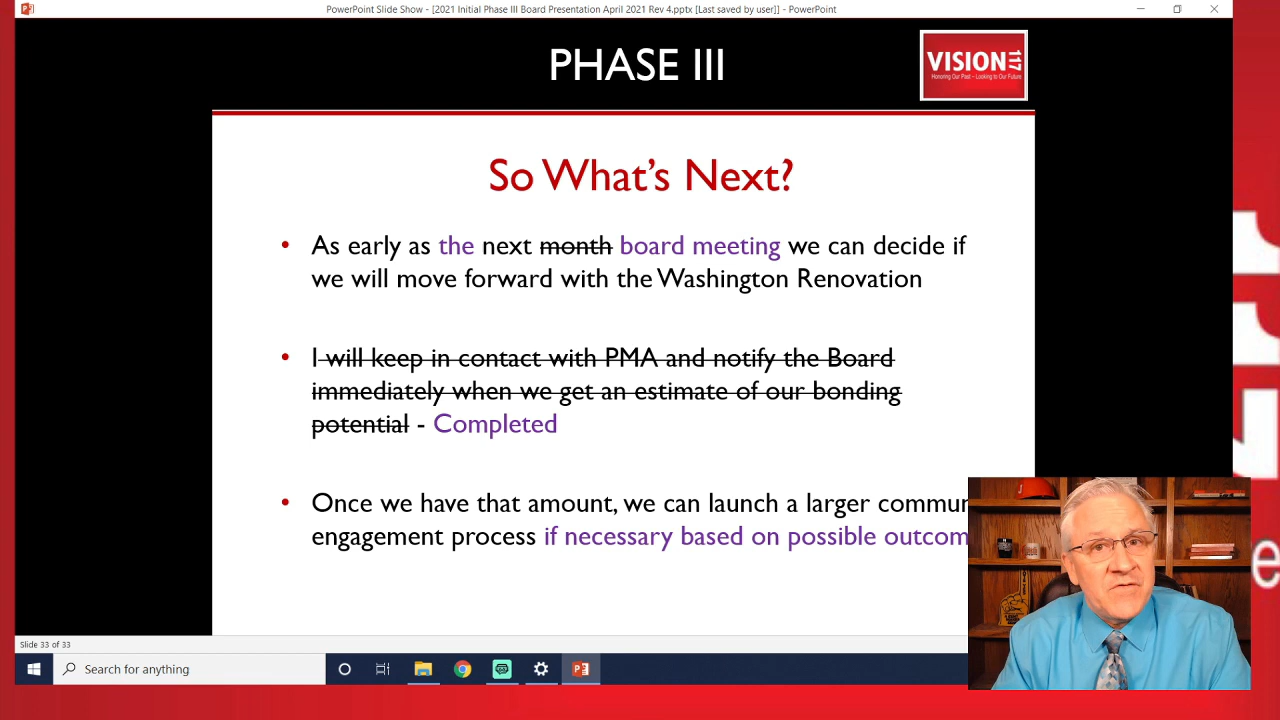 PowerPoint Slide Show - [2021 Initial Phase III Board Presentation April 2021 Rev 4.pptx [Last saved by user]] - PowerPoint
PHASE III
VISION 117
Honoring Our Past – Looking to Our Future
So What's Next?
• As early as the next month board meeting we can decide if
we will move forward with the Washington Renovation
• I will keep in contact with PMA and notify the Board
immediately when we get an estimate of our bonding
potential - Completed
• Once we have that amount, we can launch a larger commun
engagement process if necessary based on possible outcom
Slide 33 of 33
Search for anything
e